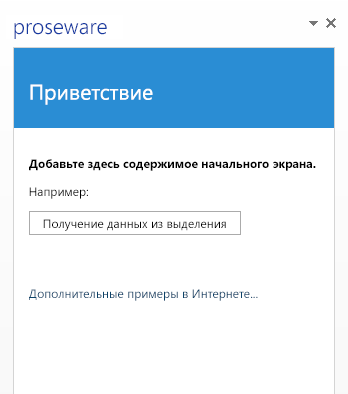 proseware
Приветствие
Добавьте здесь содержимое начального экрана.
Например:
Получение данных из выделения
Дополнительные примеры в Интернете...